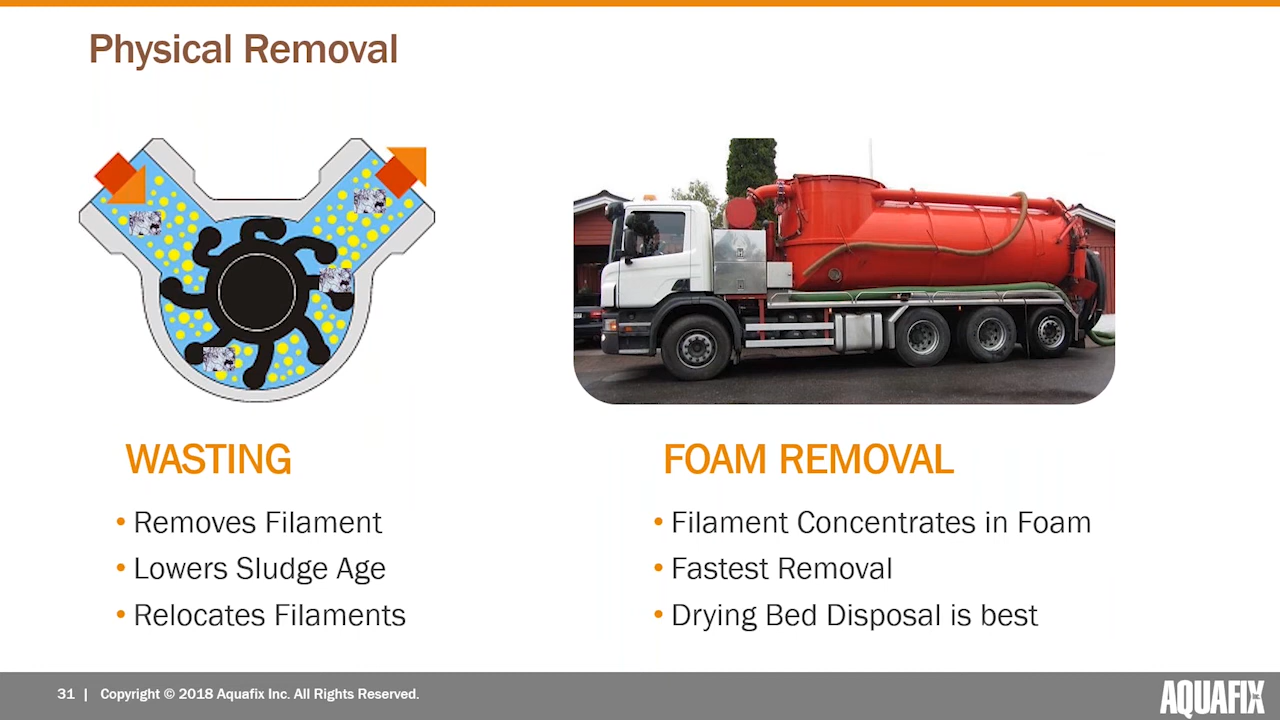 Physical Removal
WASTING
• Removes Filament
• Lowers Sludge Age
• Relocates Filaments
FOAM REMOVAL
• Filament Concentrates in Foam
• Fastest Removal
• Drying Bed Disposal is best
31 | Copyright © 2018 Aquafix Inc. All Rights Reserved.
AQUAFIX INC.